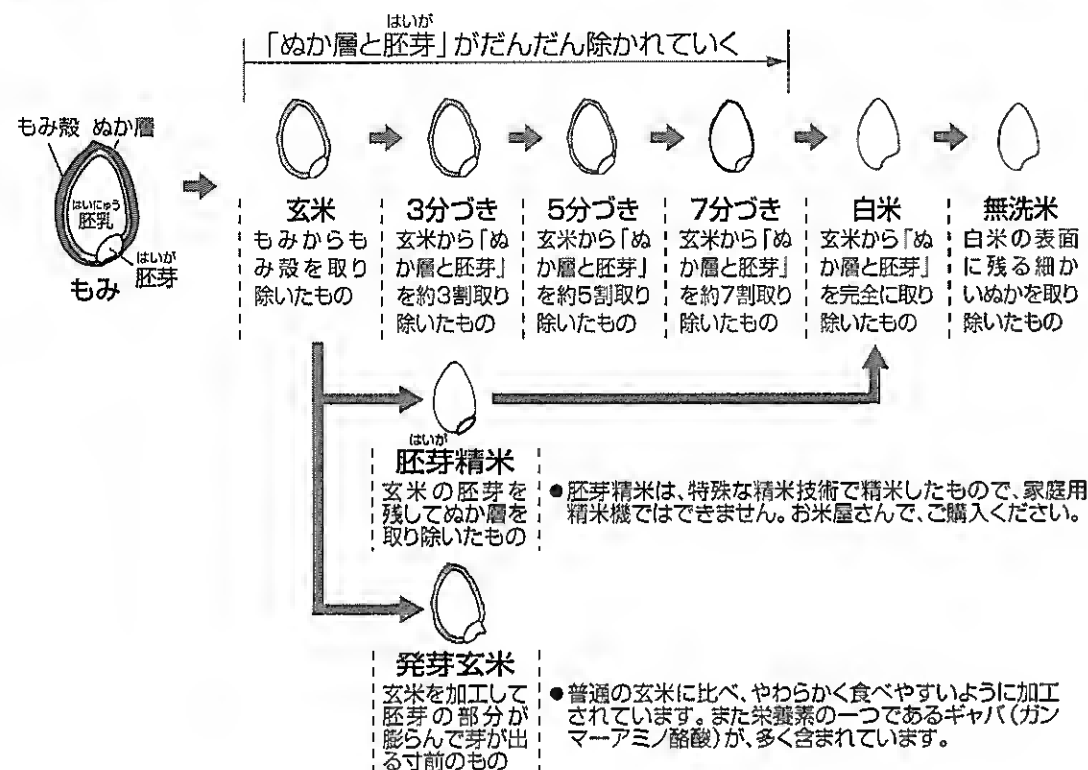 「ぬか層と胚芽」がだんだん除かれていく
はいが
もみ殻 ぬか層
はいにゅう
胚乳
はいが
胚芽
もみ
玄米
もみからも
み殻を取り
除いたもの
3分づき
玄米から「ぬ
か層と胚芽」
を約3割取り
除いたもの
5分づき
玄米から「ぬ
か層と胚芽」
を約5割取り
除いたもの
7分づき
玄米から「ぬ
か層と胚芽」
を約7割取り
除いたもの
白米
玄米から「ぬ
か層と胚芽」
を完全に取り
除いたもの
無洗米
白米の表面
に残る細か
いぬかを取り
除いたもの
はいが
胚芽精米
玄米の胚芽を
残してぬか層を
取り除いたもの
●胚芽精米は、特殊な精米技術で精米したもので、家庭用
精米機ではできません。お米屋さんで、ご購入ください。
発芽玄米
玄米を加工して
胚芽の部分が
膨らんで芽が出
る寸前のもの
●普通の玄米に比べ、やわらかく食べやすいように加工
されています。また栄養素の一つであるギャバ(ガン
マーアミノ酪酸)が、多く含まれています。